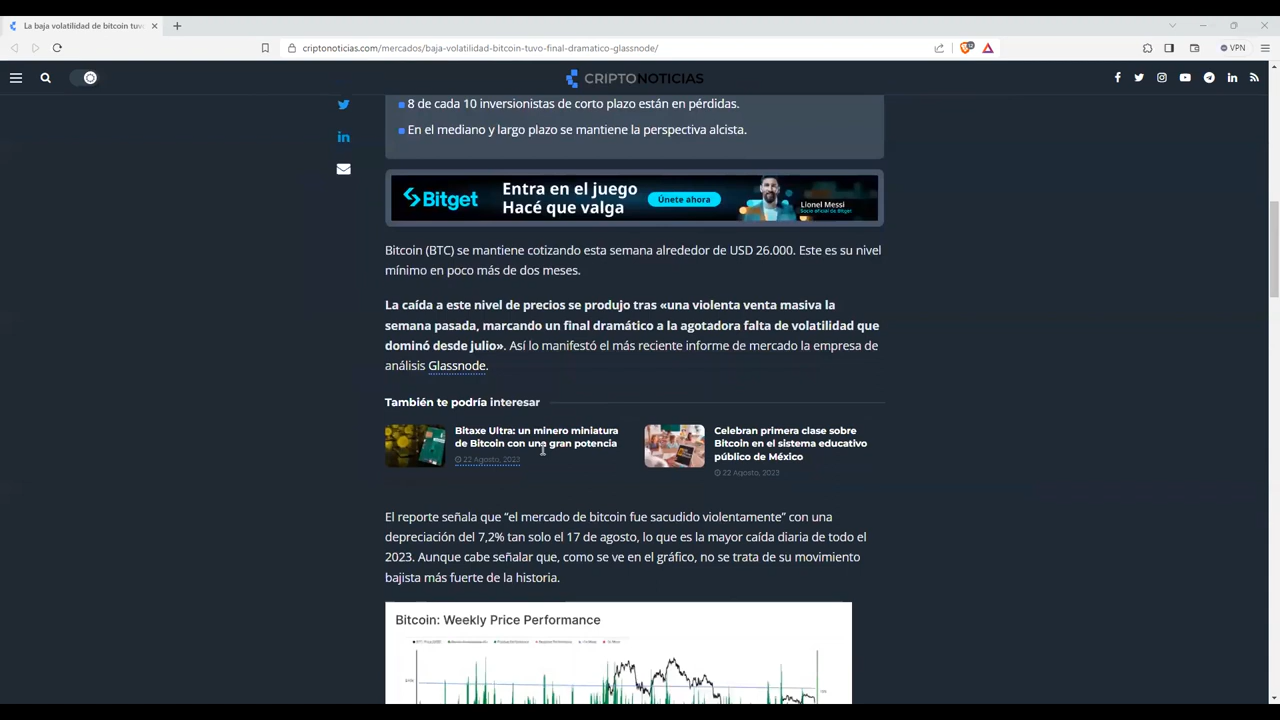 La baja volatilidad de bitcoin tuv
criptonoticias.com/mercados/baja-volatilidad-bitcoin-tuvo-final-dramatico-glassnode/
VPN
CRIPTONOTICIAS
8 de cada 10 inversionistas de corto plazo están en pérdidas.
En el mediano y largo plazo se mantiene la perspectiva alcista.
Bitget
Entra en el juego
Hacé que valga
Únete ahora
Lionel Messi
Socio oficial de Bitget
Bitcoin (BTC) se mantiene cotizando esta semana alrededor de USD 26.000. Este es su nivel
mínimo en poco más de dos meses.
La caída a este nivel de precios se produjo tras «una violenta venta masiva la
semana pasada, marcando un final dramático a la agotadora falta de volatilidad que
dominó desde julio». Así lo manifestó el más reciente informe de mercado la empresa de
análisis Glassnode.
También te podría interesar
Bitaxe Ultra: un minero miniatura
de Bitcoin con una gran potencia
22 Agosto, 2023
Celebran primera clase sobre
Bitcoin en el sistema educativo
público de México
22 Agosto, 2023
El reporte señala que “el mercado de bitcoin fue sacudido violentamente” con una
depreciación del 7,2% tan solo el 17 de agosto, lo que es la mayor caída diaria de todo el
2023. Aunque cabe señalar que, como se ve en el gráfico, no se trata de su movimiento
bajista más fuerte de la historia.
Bitcoin: Weekly Price Performance